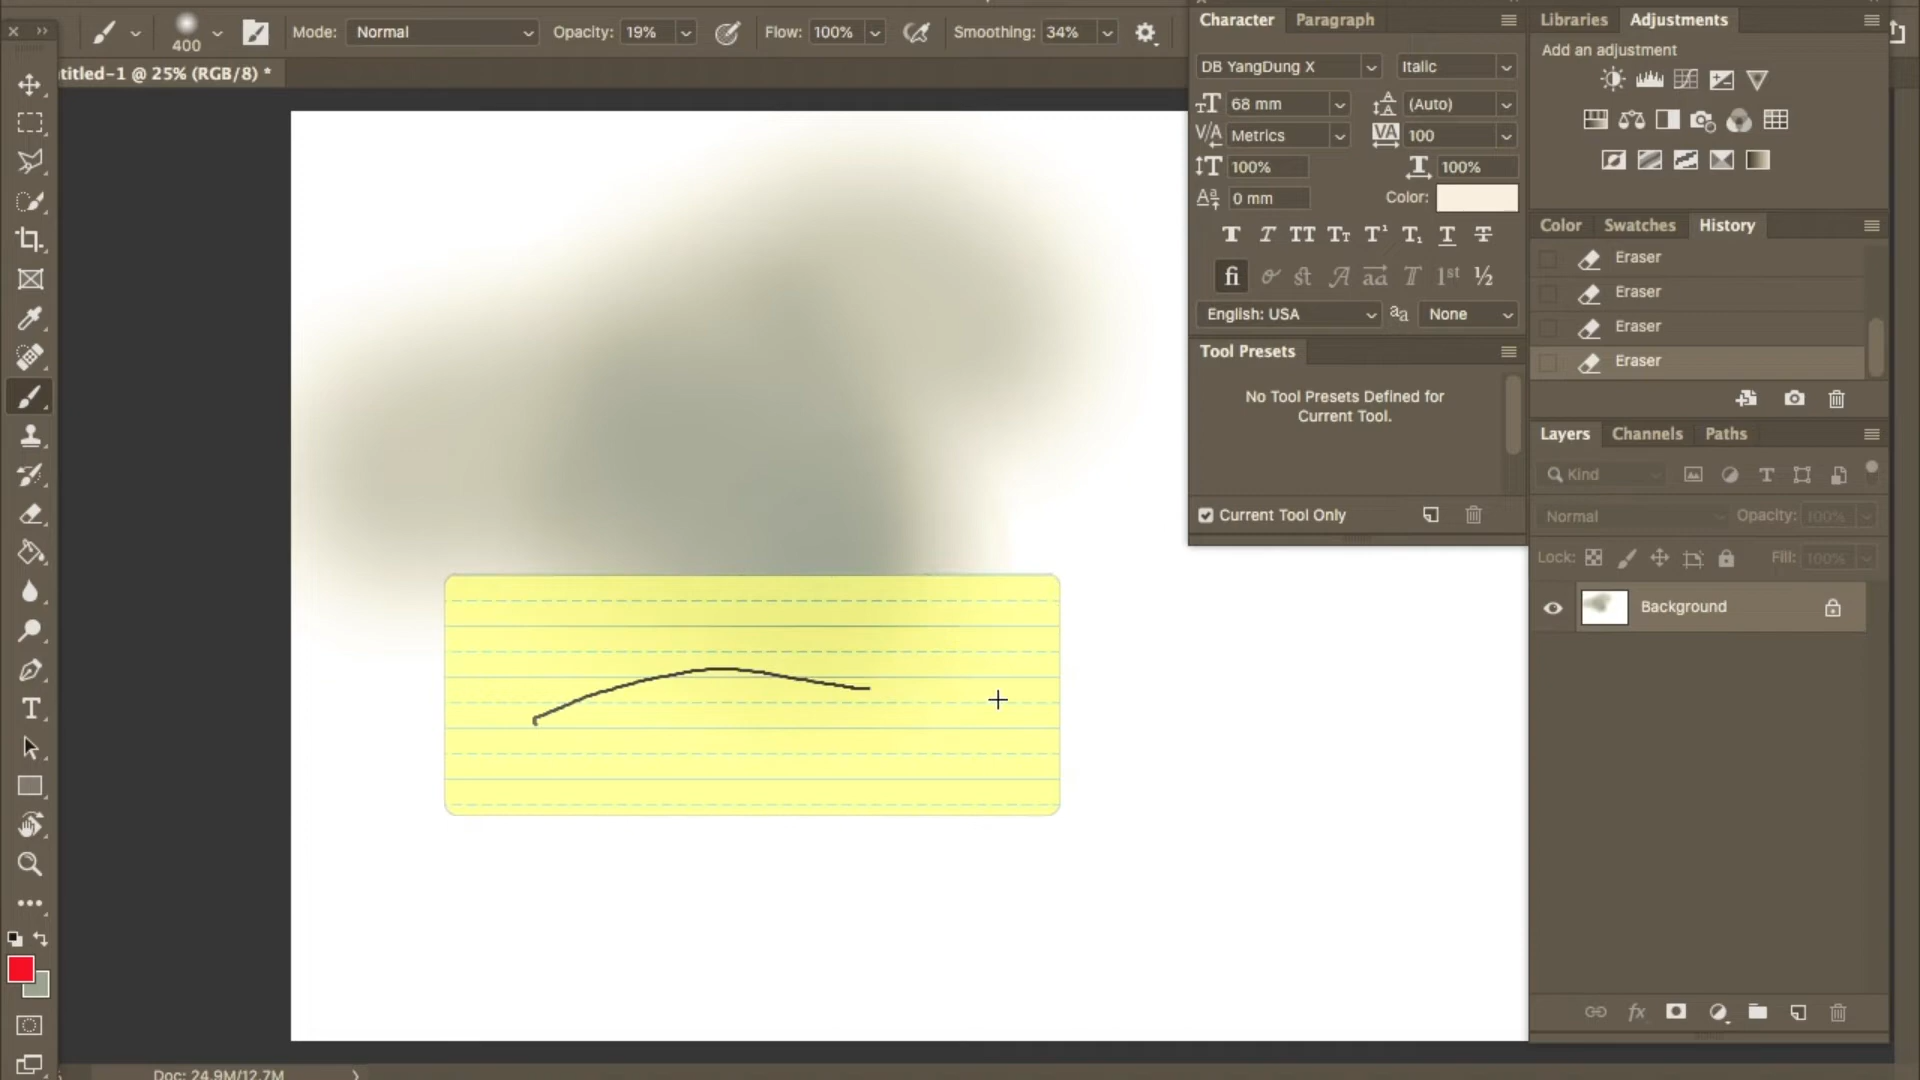 400
Mode: Normal
Opacity: 19%
Flow: 100%
Smoothing: 34%
titled-1 @ 25% (RGB/8) *
Character
Paragraph
DB YangDung X
Italic
68 mm
(Auto)
Metrics
100
100%
100%
0 mm
Color:
English: USA
None
Tool Presets
No Tool Presets Defined for
Current Tool.
Current Tool Only
Libraries
Adjustments
Add an adjustment
Color
Swatches
History
Eraser
Eraser
Eraser
Eraser
Layers
Channels
Paths
Kind
Normal
Opacity: 100%
Lock:
Fill: 100%
Background
fx
Doc: 24.9M/12.7M